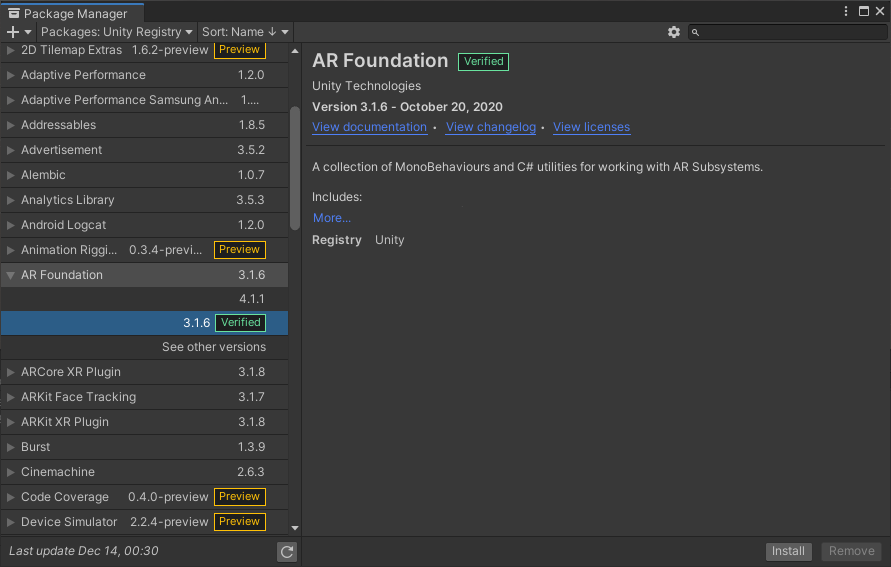 Package Manager
Packages: Unity Registry Sort: Name ↓
2D Tilemap Extras 1.6.2-preview Preview
Adaptive Performance 1.2.0
Adaptive Performance Samsung An... 1....
Addressables 1.8.5
Advertisement 3.5.2
Alembic 1.0.7
Analytics Library 3.5.3
Android Logcat 1.2.0
Animation Riggi... 0.3.4-previ... Preview
AR Foundation 3.1.6
4.1.1
3.1.6 Verified
See other versions
ARCore XR Plugin 3.1.8
ARKit Face Tracking 3.1.7
ARKit XR Plugin 3.1.8
Burst 1.3.9
Cinemachine 2.6.3
Code Coverage 0.4.0-preview Preview
Device Simulator 2.2.4-preview Preview
Last update Dec 14, 00:30
AR Foundation Verified
Unity Technologies
Version 3.1.6 - October 20, 2020
View documentation • View changelog • View licenses
A collection of MonoBehaviours and C# utilities for working with AR Subsystems.
Includes:
More...
Registry Unity
Install Remove